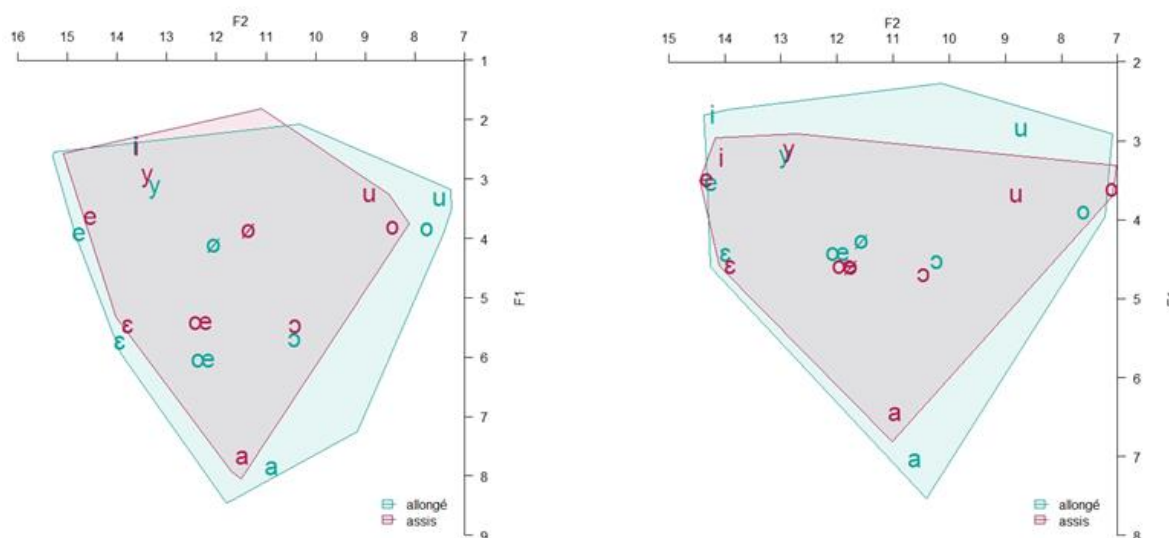 F2
16 15 14 13 12 11 10 9 8 7
1
2
i
y
y
3
e
u
u
e
ø
ø
o
o
4
F1
5
ɛ
œ
ɔ
ɛ
œ
ɔ
6
7
a
a
8
allongé
assis
9
F2
15 14 13 12 11 10 9 8 7
2
i
u
i
y
y
3
e
e
u
o
o
4
ɛ
œ
ø
ɔ
ɛ
œ
ø
ɔ
5
6
a
a
7
allongé
assis
8